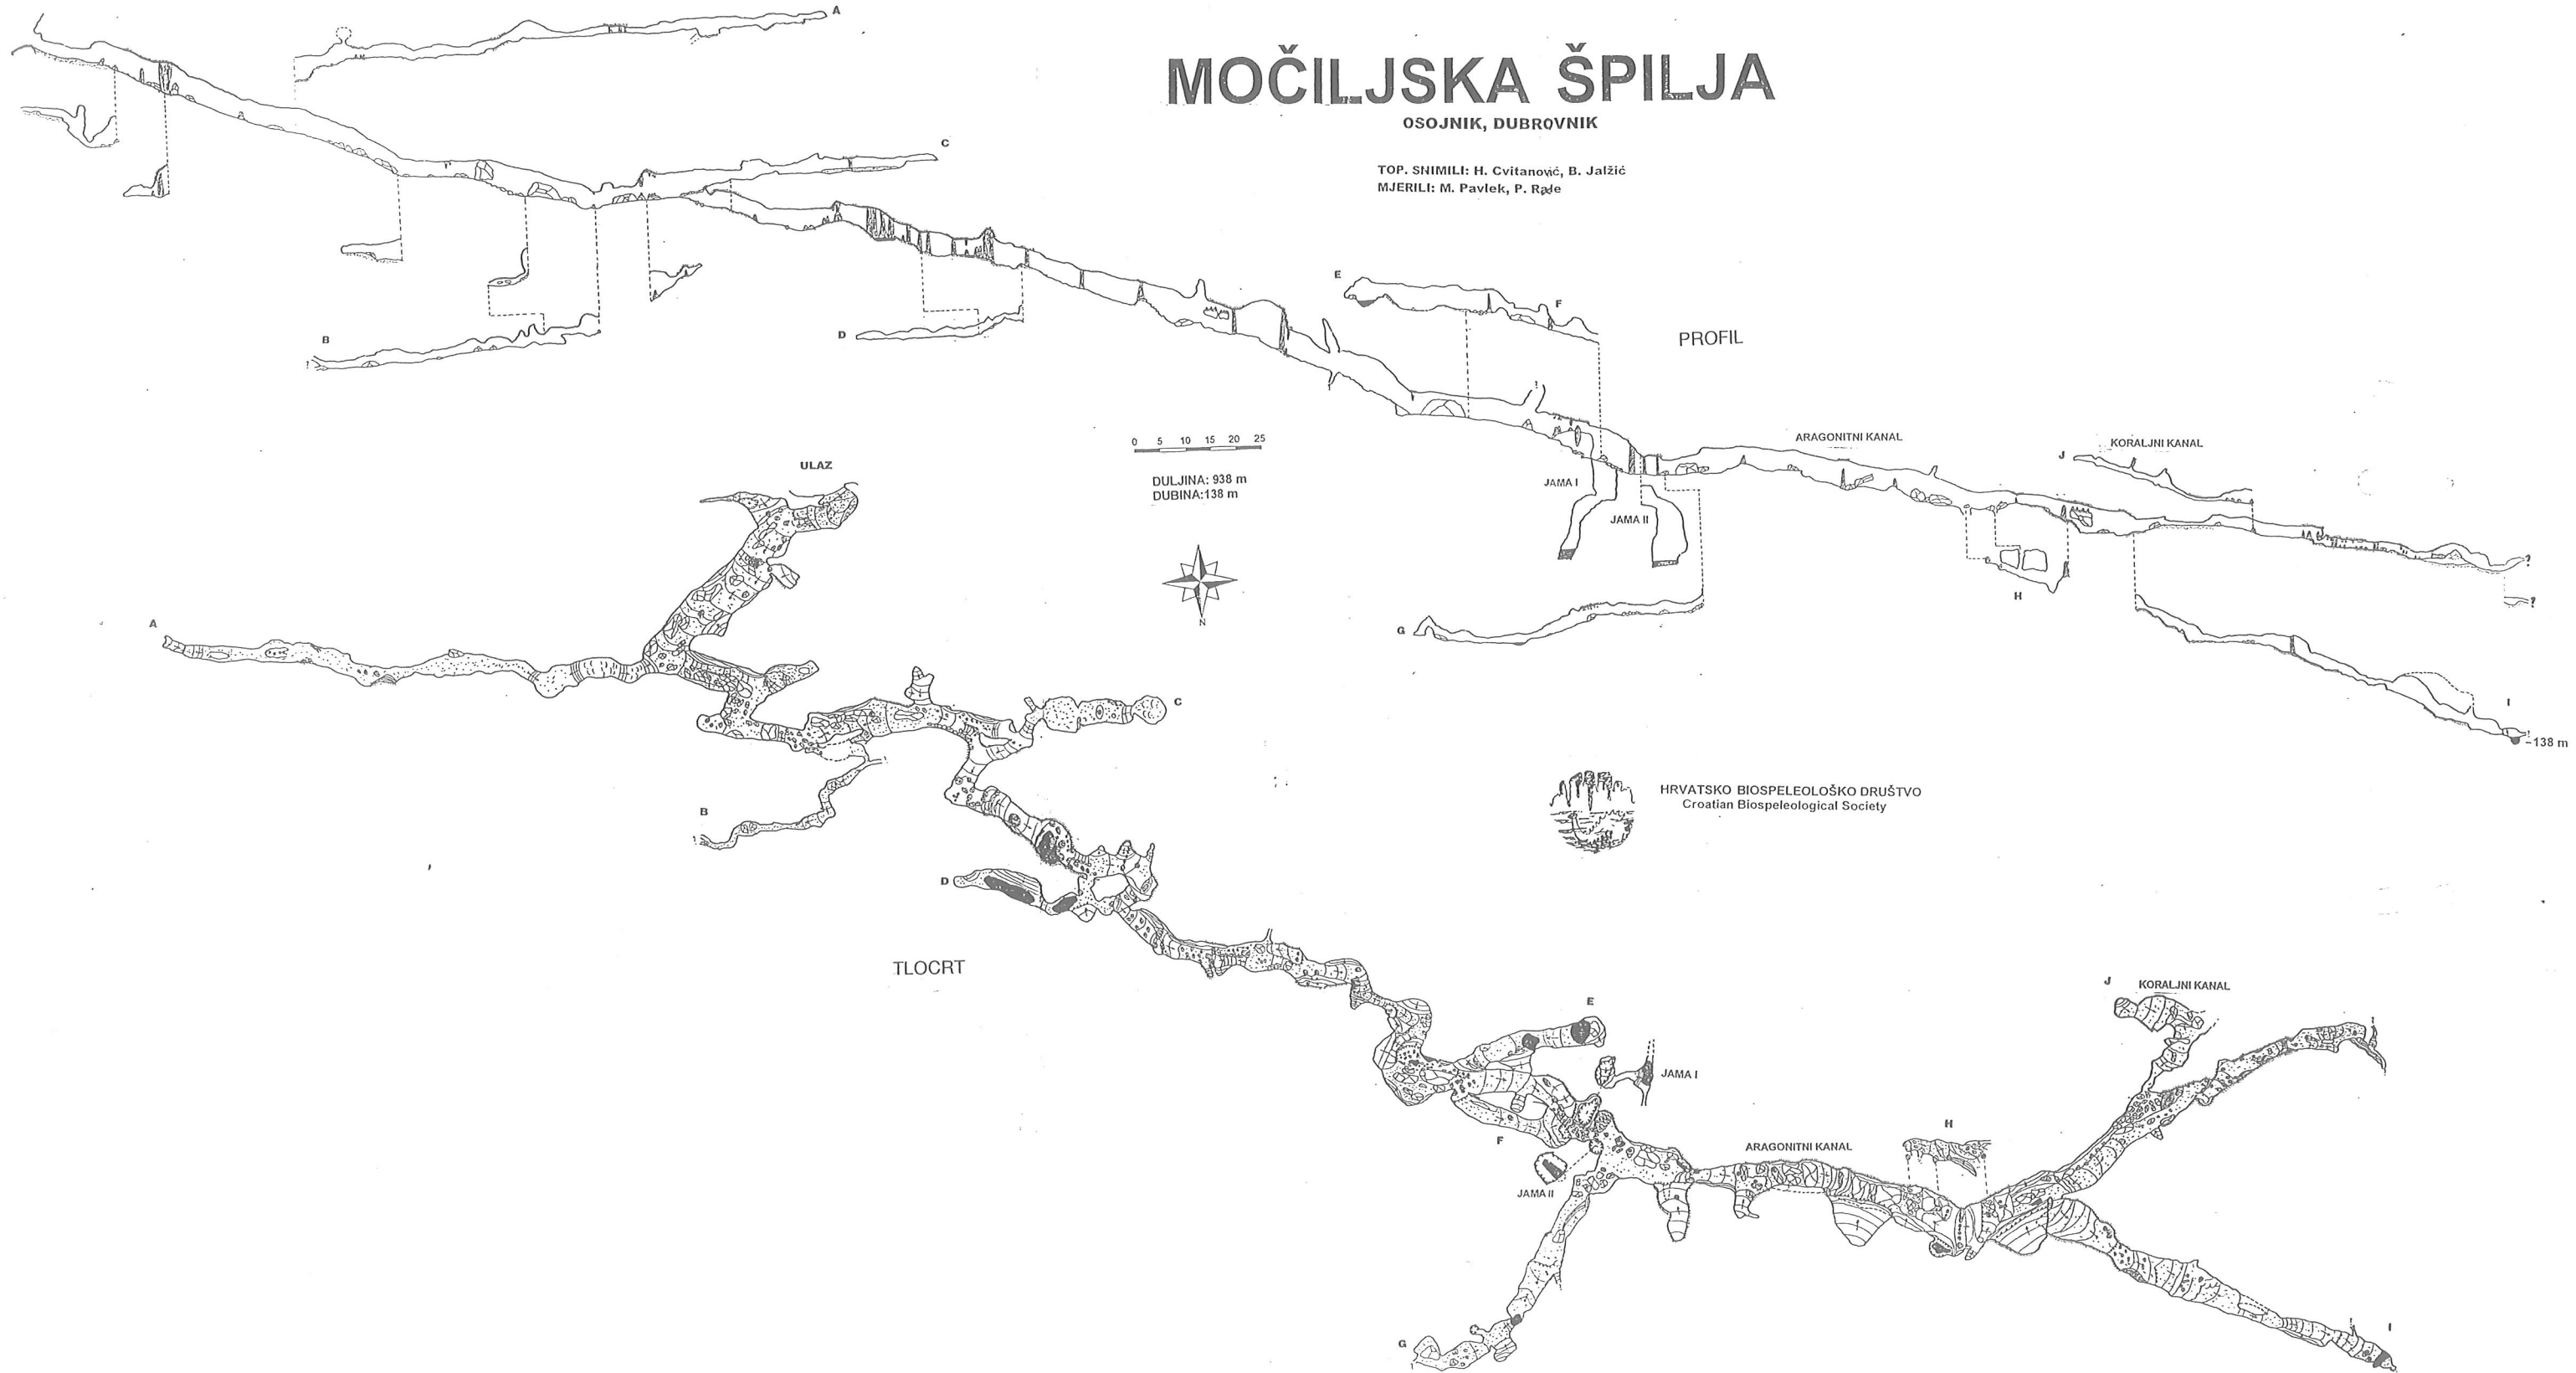 A
MOČILJSKA ŠPILJA
OSOJNIK, DUBROVNIK
TOP. SNIMILI: H. Cvitanović, B. Jalžić
MJERILI: M. Pavlek, P. Rade
C
B
D
E
F
PROFIL
0 5 10 15 20 25
DULJINA: 938 m
DUBINA:138 m
N
ARAGONITNI KANAL
J
KORALJNI KANAL
JAMA I
JAMA II
?
?
H
G
I
-138 m
HRVATSKO BIOSPELEOLOŠKO DRUŠTVO
Croatian Biospeleological Society
ULAZ
A
C
B
D
TLOCRT
E
JAMA I
J
KORALJNI KANAL
F
H
ARAGONITNI KANAL
JAMA II
G
I